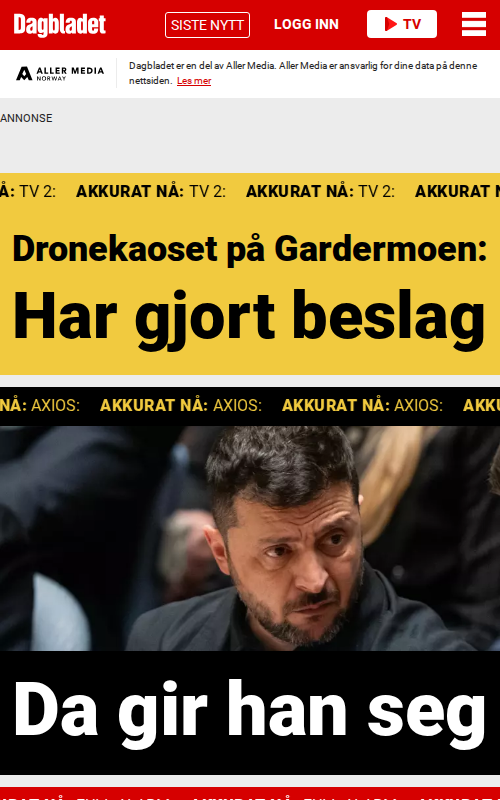 Dagbladet
SISTE NYTT
LOGG INN
TV
ALLER MEDIA
NORWAY
Dagbladet er en del av Aller Media. Aller Media er ansvarlig for dine data på denne
nettsiden. Les mer
ANNONSE
Å: TV 2: AKKURAT NÅ: TV 2: AKKURAT NÅ: TV 2: AKKURAT N
Dronekaoset på Gardermoen:
Har gjort beslag
NÅ: AXIOS: AKKURAT NÅ: AXIOS: AKKURAT NÅ: AXIOS: AKKU
Da gir han seg